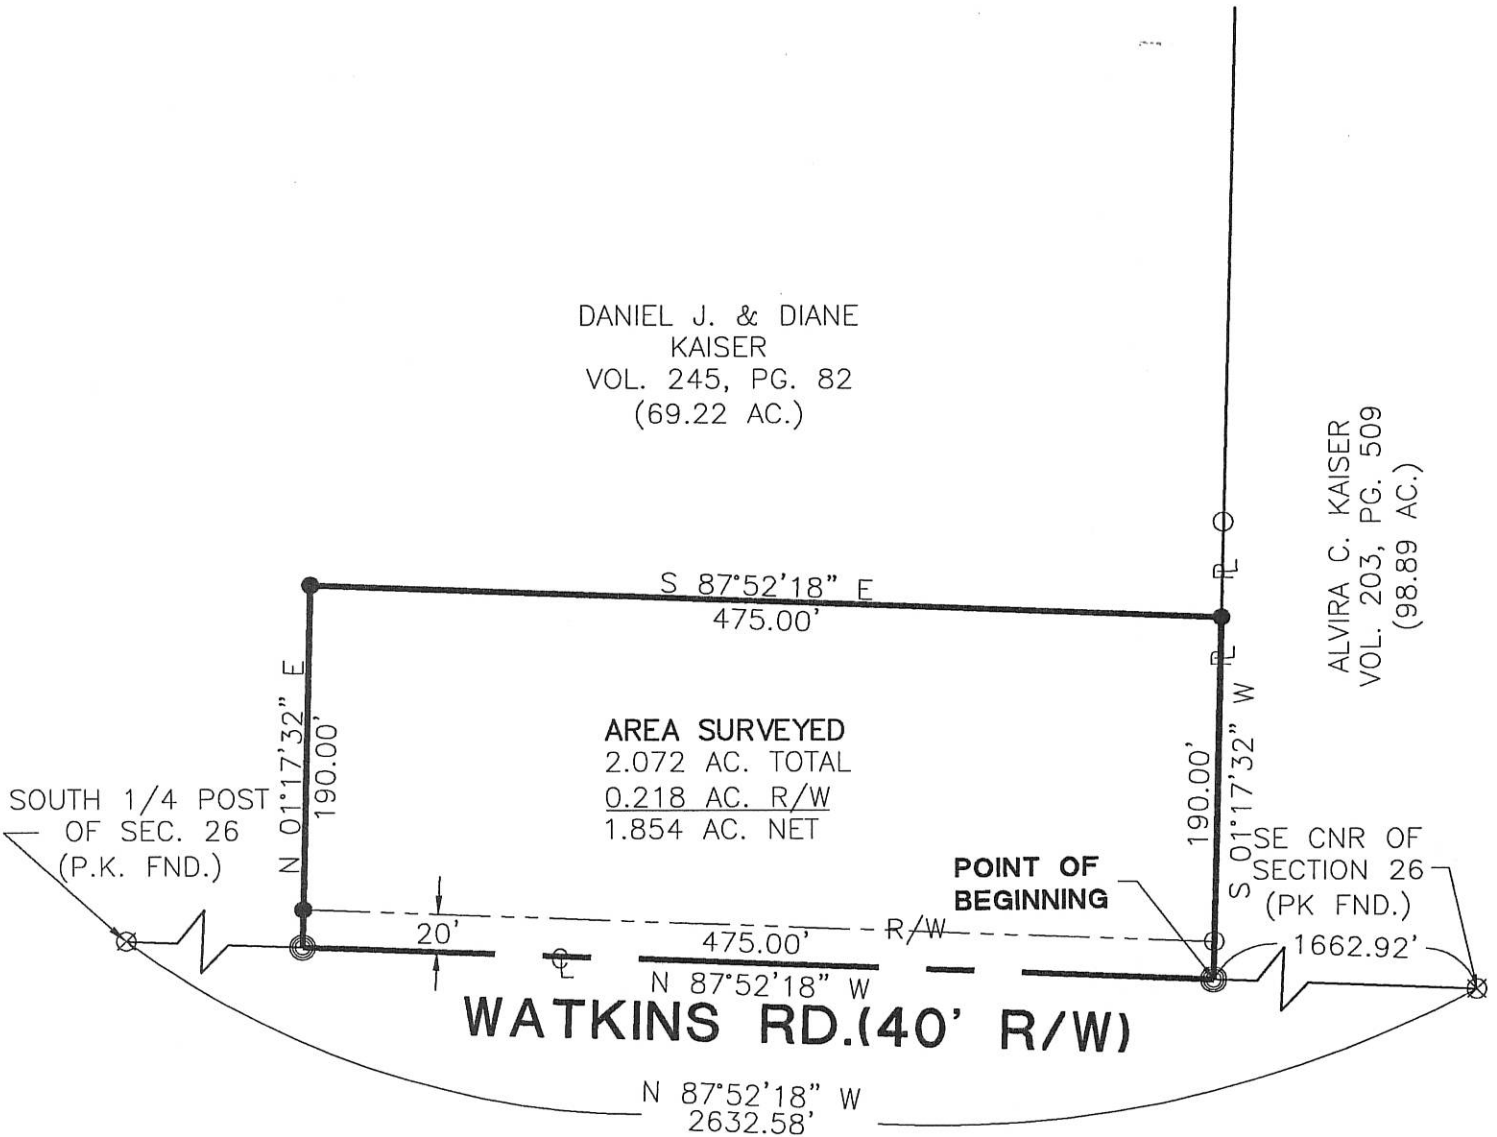 DANIEL J. & DIANE
KAISER
VOL. 245, PG. 82
(69.22 AC.)
ALVIRA C. KAISER
VOL. 203, PG. 509
(98.89 AC.)
S 87°52'18" E
475.00'
N 01°17'32" E
190.00'
AREA SURVEYED
2.072 AC. TOTAL
0.218 AC. R/W
1.854 AC. NET
190.00'
S 01°17'32" W
SOUTH 1/4 POST
OF SEC. 26
(P.K. FND.)
POINT OF
BEGINNING
SE CNR OF
SECTION 26
(PK FND.)
20'
475.00'
R/W
1662.92'
N 87°52'18" W
WATKINS RD.(40' R/W)
N 87°52'18" W
2632.58'